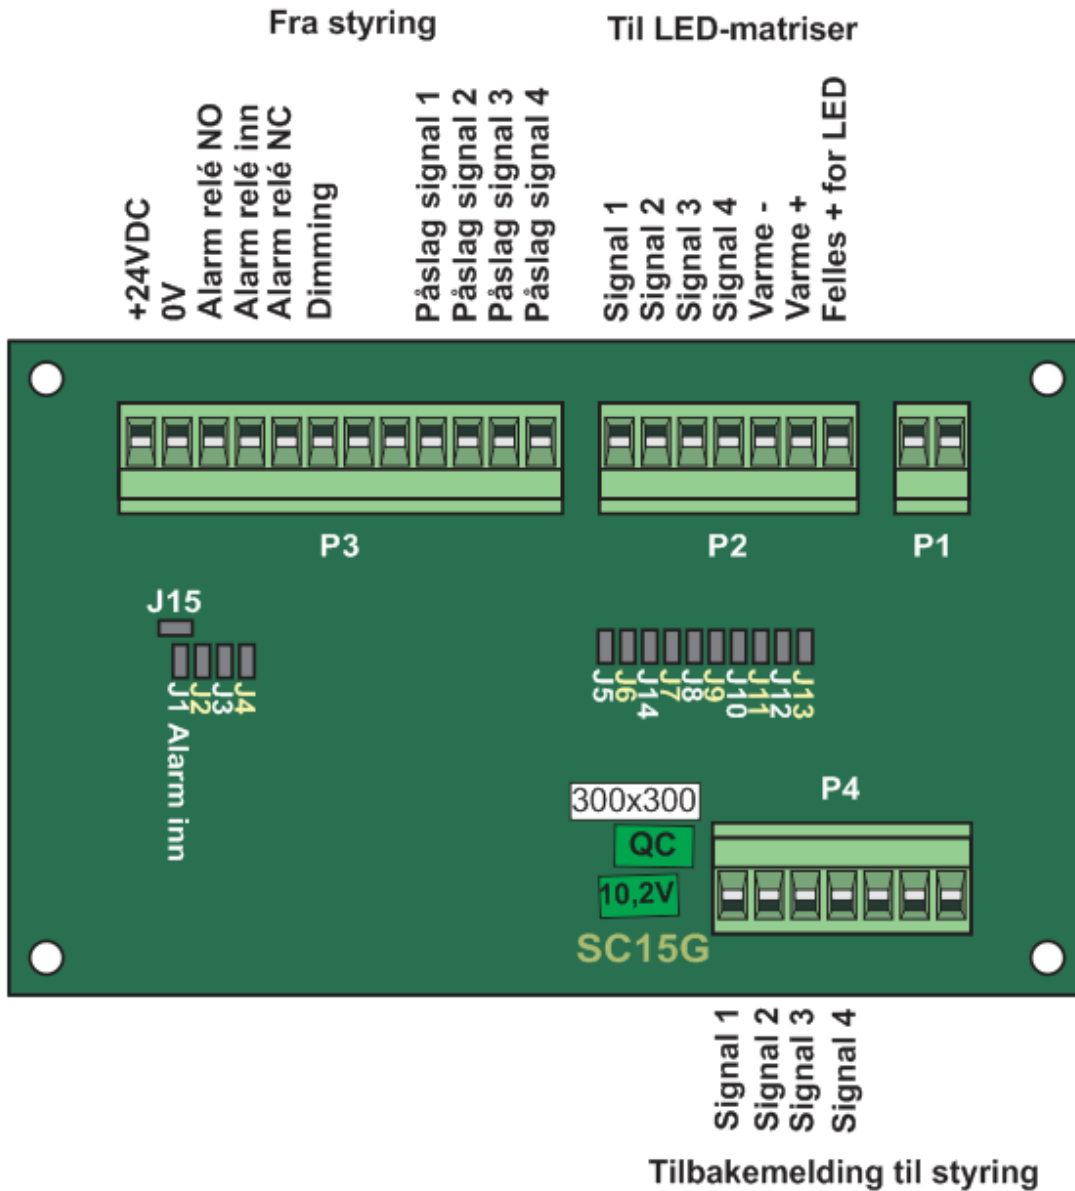 Fra styring
Til LED-matriser
+24VDC
0V
Alarm relé NO
Alarm relé inn
Alarm relé NC
Dimming
Påslag signal 1
Påslag signal 2
Påslag signal 3
Påslag signal 4
Signal 1
Signal 2
Signal 3
Signal 4
Varme -
Varme +
Felles + for LED
P3
P2
P1
J15
J1 Alarm inn
J2
J3
J4
J5
J6
J14
J7
J8
J9
J10
J11
J12
J13
P4
300x300
QC
10,2V
SC15G
Signal 1
Signal 2
Signal 3
Signal 4
Tilbakemelding til styring